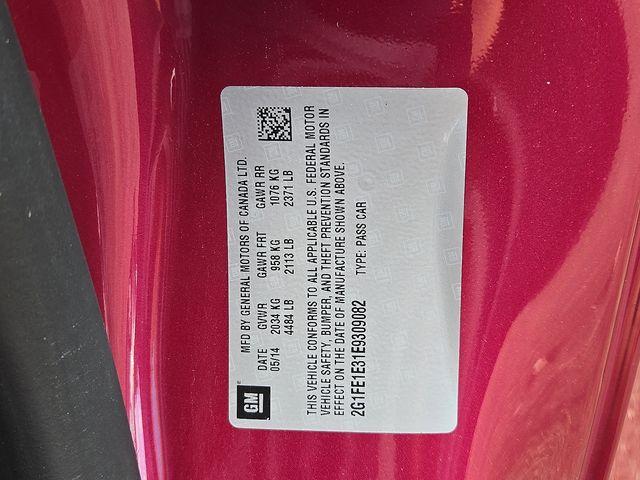 GM
MFD BY GENERAL MOTORS OF CANADA LTD.
DATE GVWR GAWR FRT GAWR RR
05/14 2034 KG 958 KG 1076 KG
4484 LB 2113 LB 2371 LB
THIS VEHICLE CONFORMS TO ALL APPLICABLE U.S. FEDERAL MOTOR
VEHICLE SAFETY, BUMPER, AND THEFT PREVENTION STANDARDS IN
EFFECT ON THE DATE OF MANUFACTURE SHOWN ABOVE.
2G1FE1E31E9309082 TYPE: PASS CAR